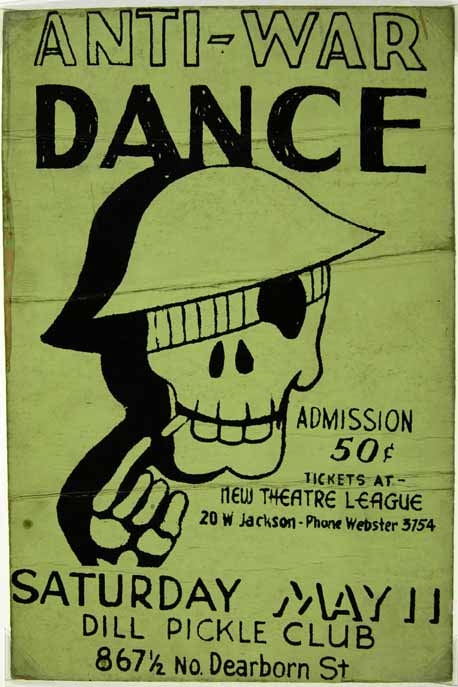 ANTI-WAR
DANCE
ADMISSION
50¢
TICKETS AT-
NEW THEATRE LEAGUE
20 W Jackson - Phone Webster 3754
SATURDAY MAY 11
DILL PICKLE CLUB
867½ No. Dearborn St